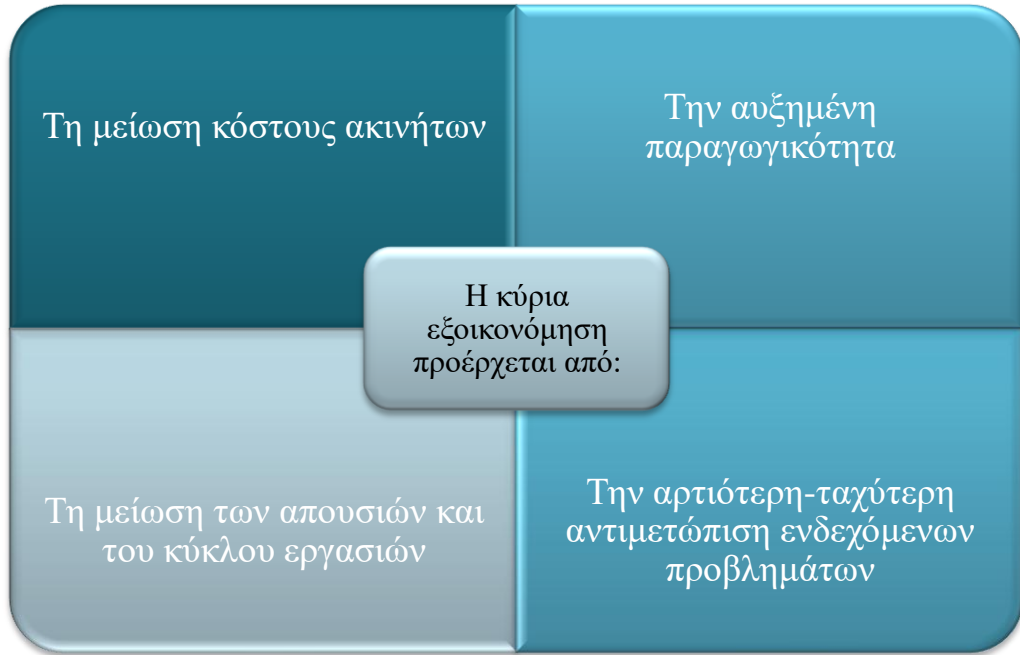 Τη μείωση κόστους ακινήτων
Την αυξημένη
παραγωγικότητα
Η κύρια
εξοικονόμηση
προέρχεται από:
Τη μείωση των απουσιών και
του κύκλου εργασιών
Την αρτιότερη-ταχύτερη
αντιμετώπιση ενδεχόμενων
προβλημάτων